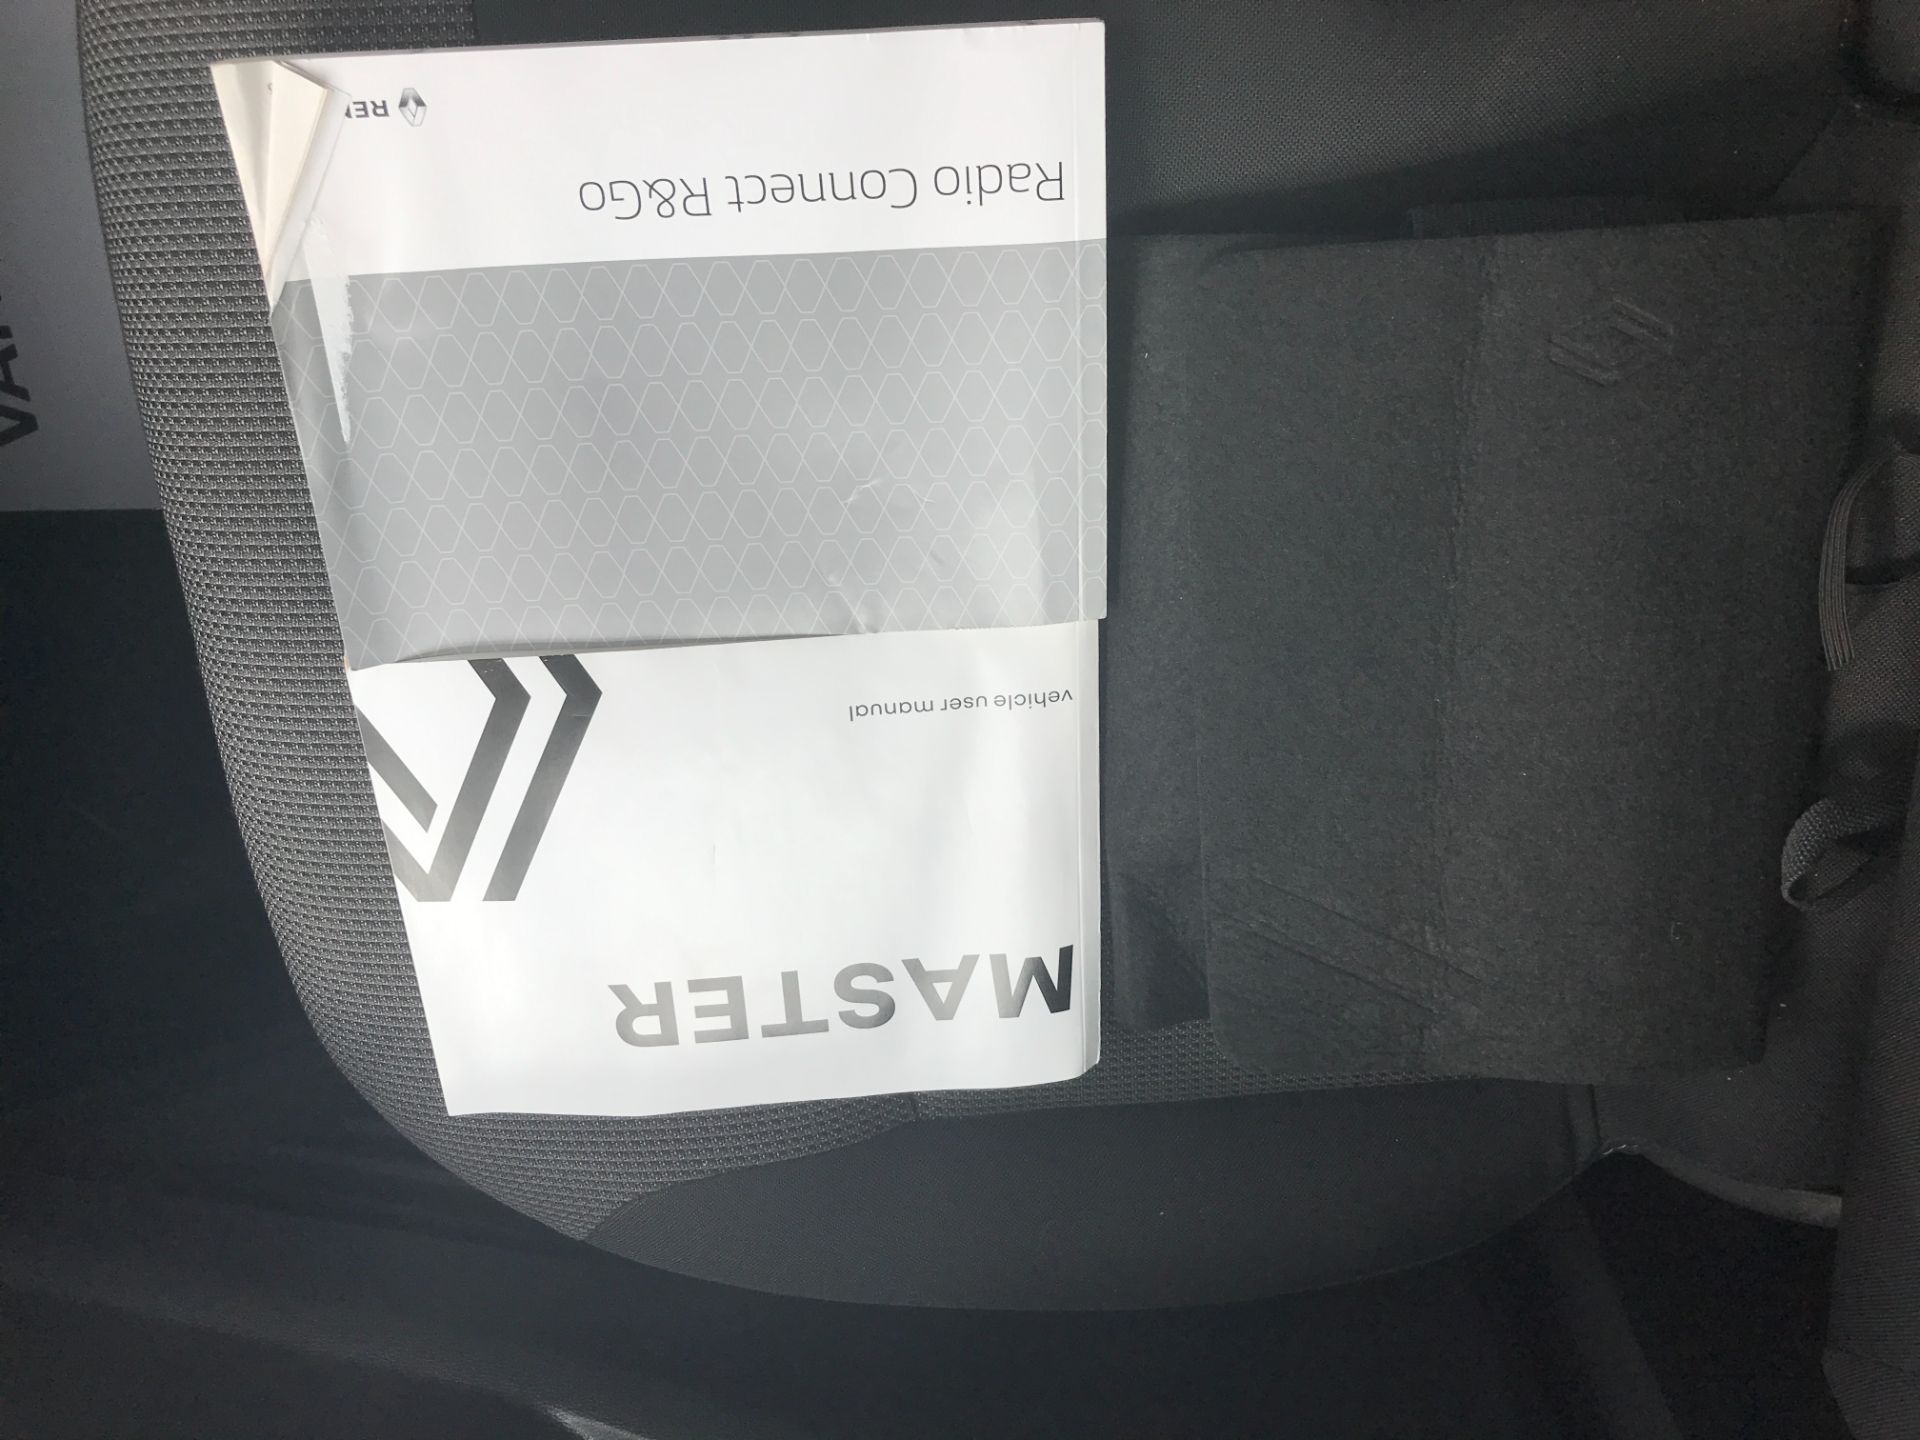 MASTER
vehicle user manual
Radio Connect R&Go